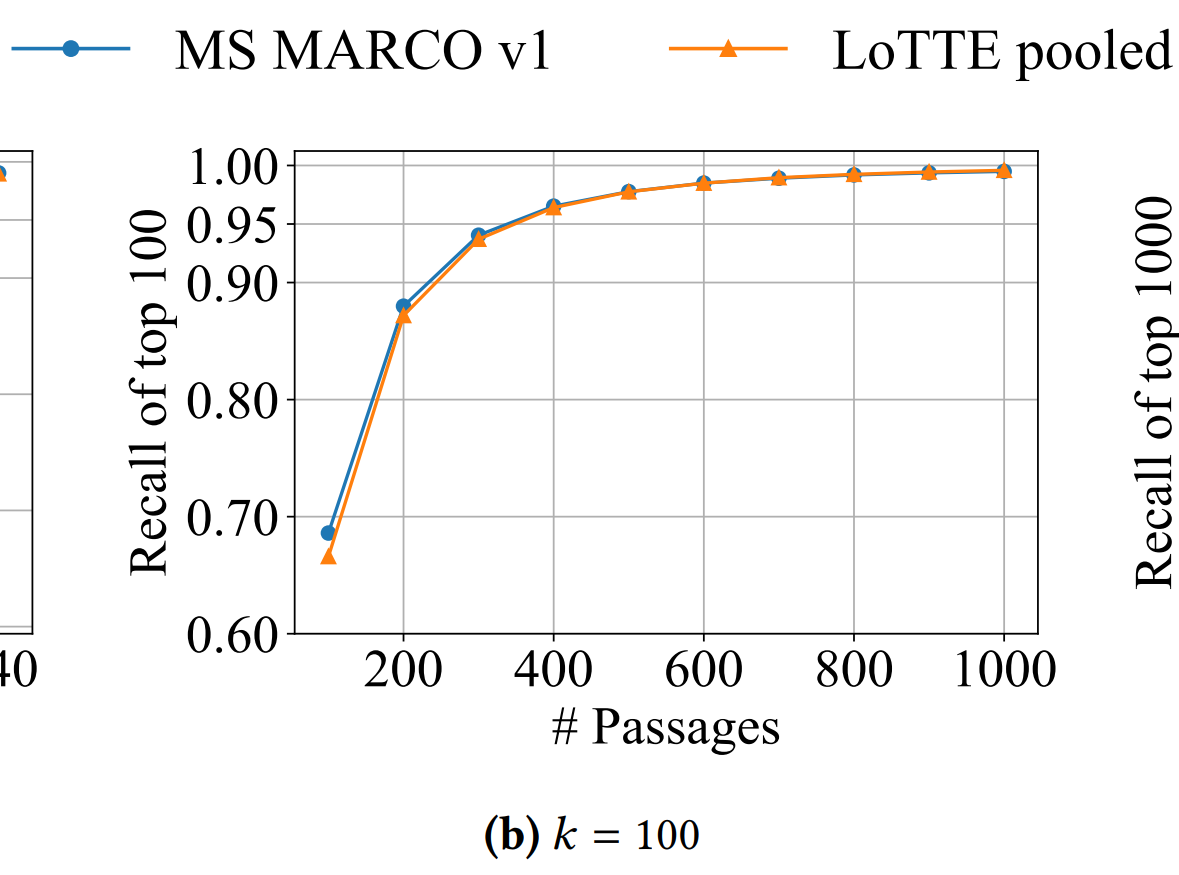 MS MARCO v1 LoTTE pooled
Recall of top 100
1.00
0.95
0.90
0.80
0.70
0.60
40
200 400 600 800 1000
# Passages
Recall of top 1000
(b) k = 100